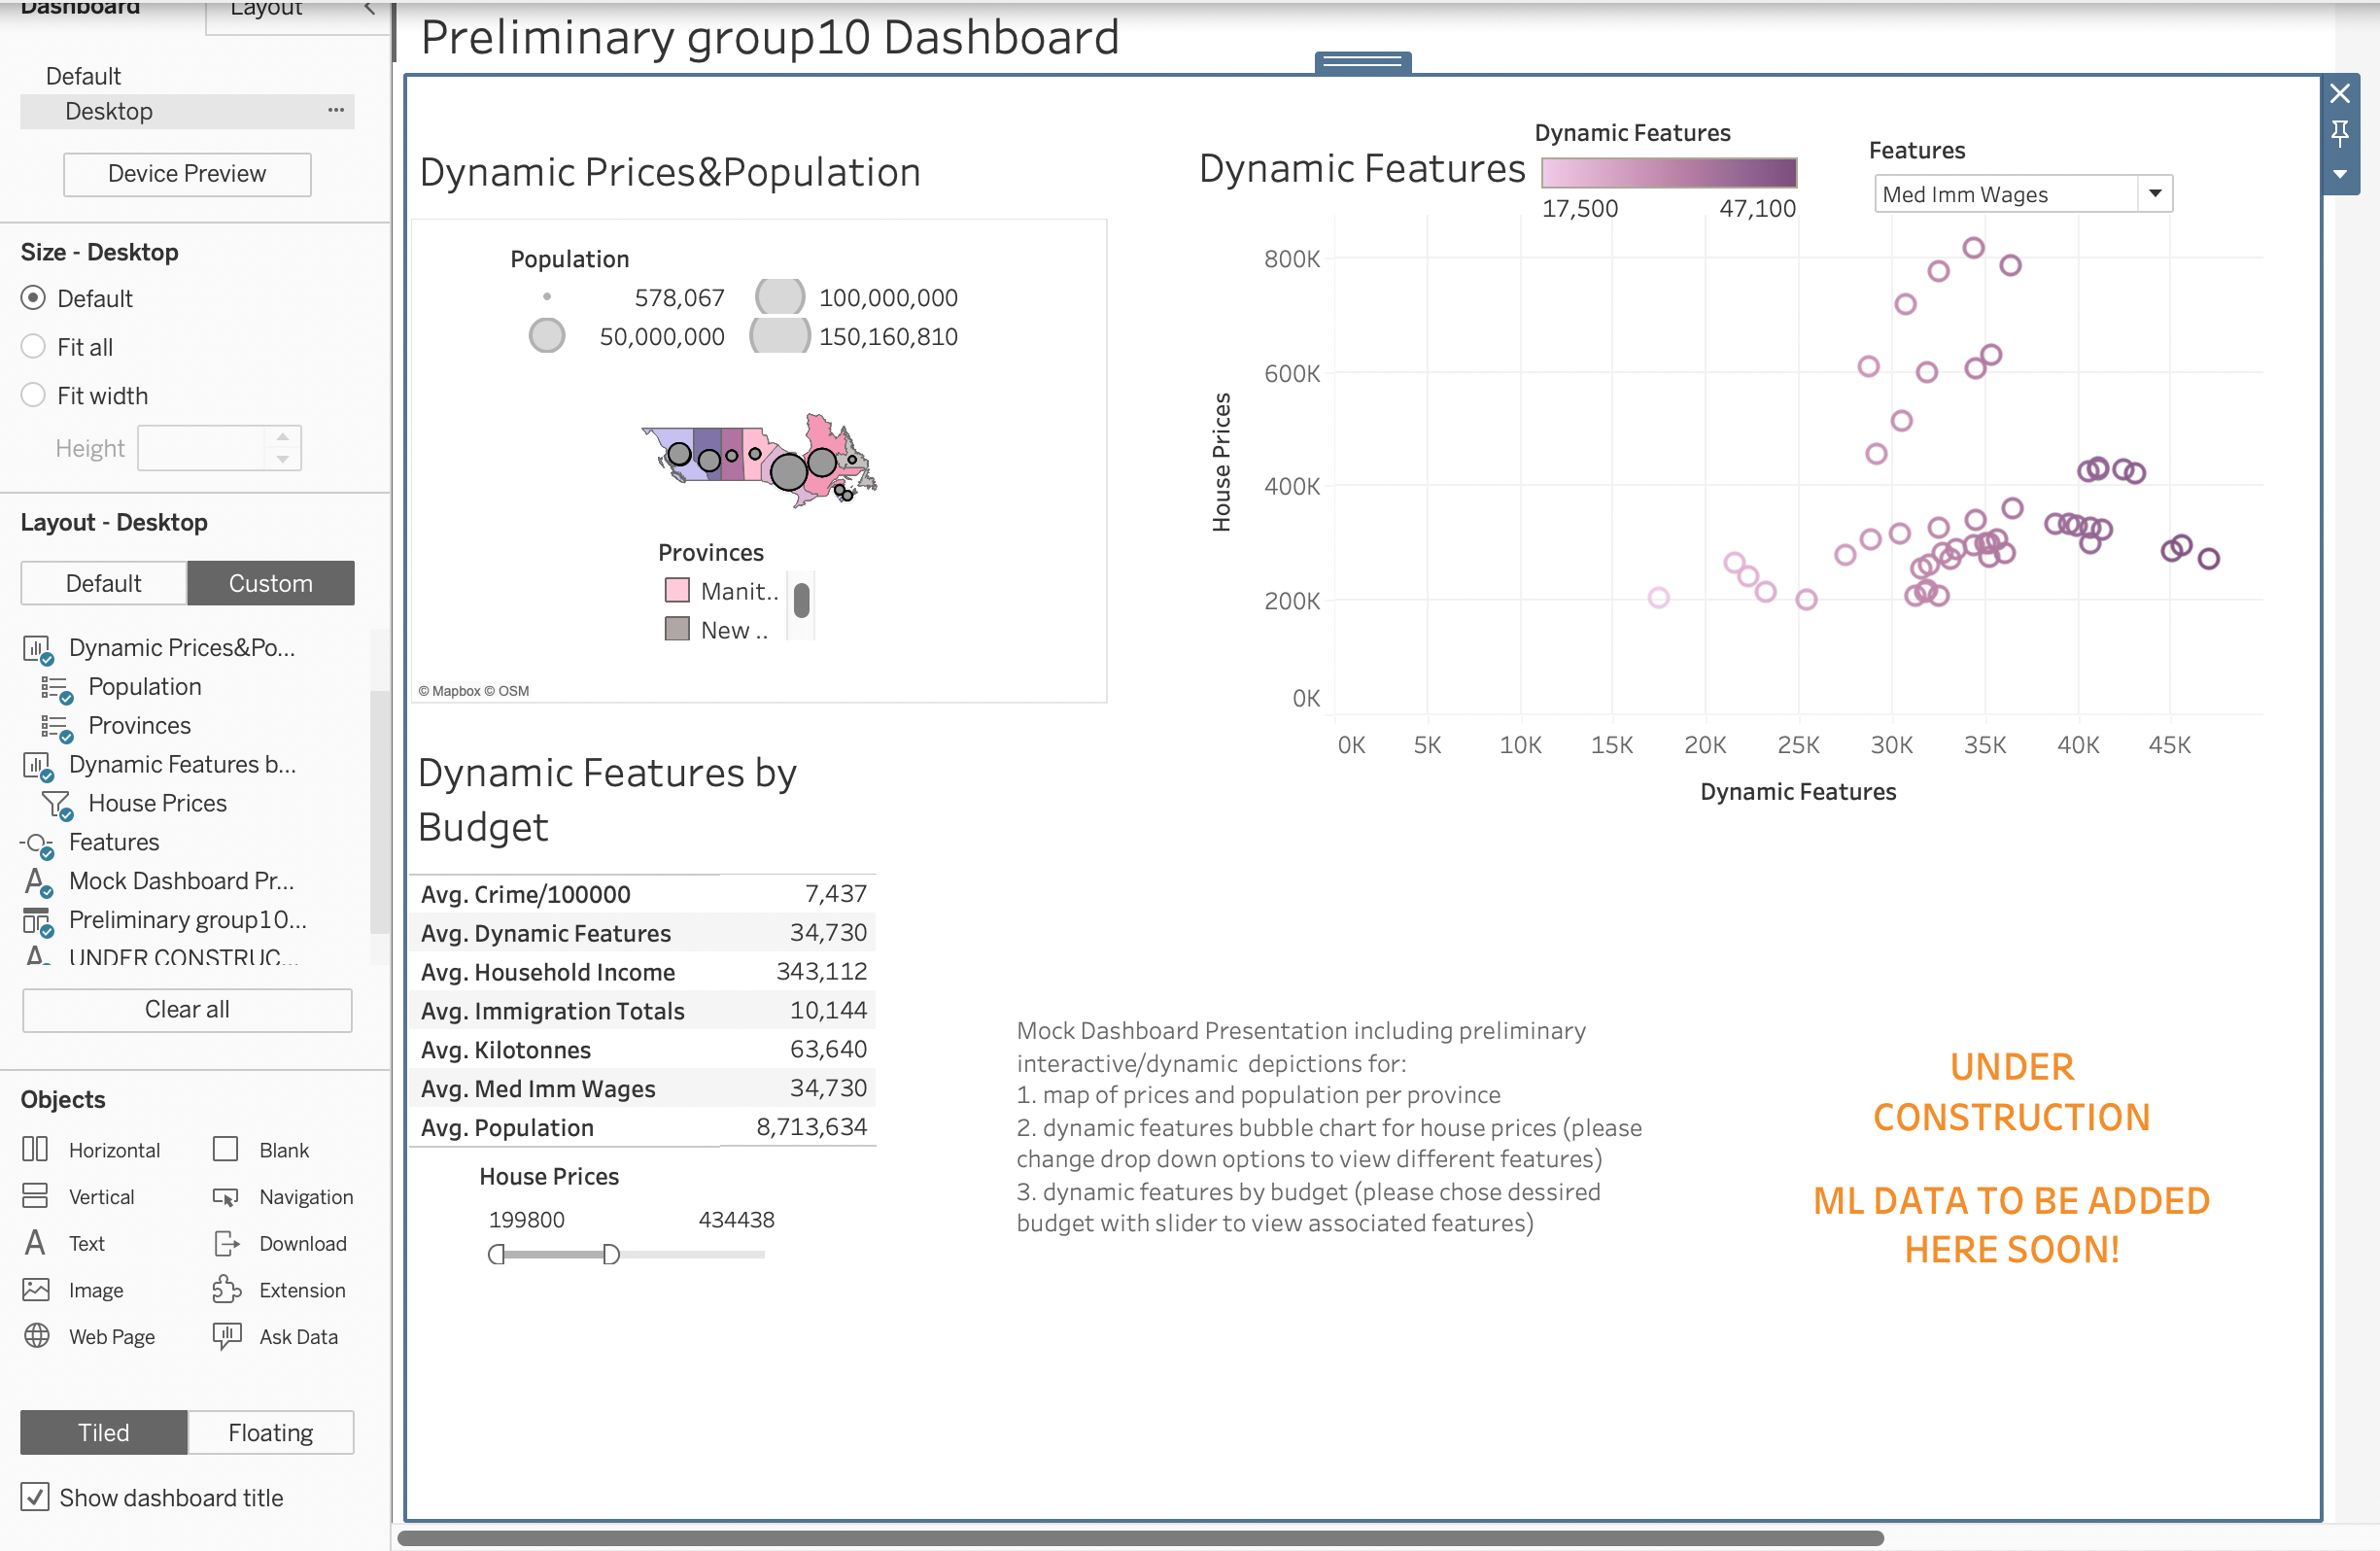 Dashboard
Layout
Default
Desktop
Device Preview
Size - Desktop
Default
Fit all
Fit width
Height
Layout - Desktop
Default
Custom
Dynamic Prices&Po...
Population
Provinces
Dynamic Features b...
House Prices
Features
Mock Dashboard Pr...
Preliminary group10...
UNDER CONSTRUC...
Clear all
Objects
Horizontal
Blank
Vertical
Navigation
Text
Download
Image
Extension
Web Page
Ask Data
Tiled
Floating
Show dashboard title
Preliminary group10 Dashboard
Dynamic Prices&Population
Population
578,067
100,000,000
50,000,000
150,160,810
Provinces
Manit..
New ..
© Mapbox © OSM
Dynamic Features
Dynamic Features
17,500
47,100
Features
Med Imm Wages
House Prices
800K
600K
400K
200K
0K
0K 5K 10K 15K 20K 25K 30K 35K 40K 45K
Dynamic Features
Dynamic Features by
Budget
Avg. Crime/100000 7,437
Avg. Dynamic Features 34,730
Avg. Household Income 343,112
Avg. Immigration Totals 10,144
Avg. Kilotonnes 63,640
Avg. Med Imm Wages 34,730
Avg. Population 8,713,634
House Prices
199800 434438
Mock Dashboard Presentation including preliminary
interactive/dynamic depictions for:
1. map of prices and population per province
2. dynamic features bubble chart for house prices (please
change drop down options to view different features)
3. dynamic features by budget (please chose dessired
budget with slider to view associated features)
UNDER
CONSTRUCTION
ML DATA TO BE ADDED
HERE SOON!